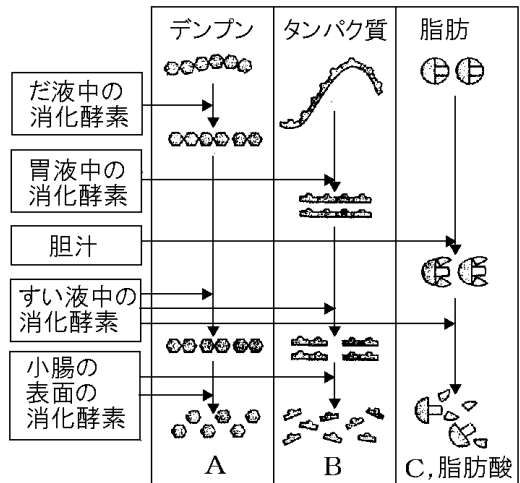 デンプン
タンパク質
脂肪
だ液中の
消化酵素
胃液中の
消化酵素
胆汁
すい液中の
消化酵素
小腸の
表面の
消化酵素
A
B
C,脂肪酸